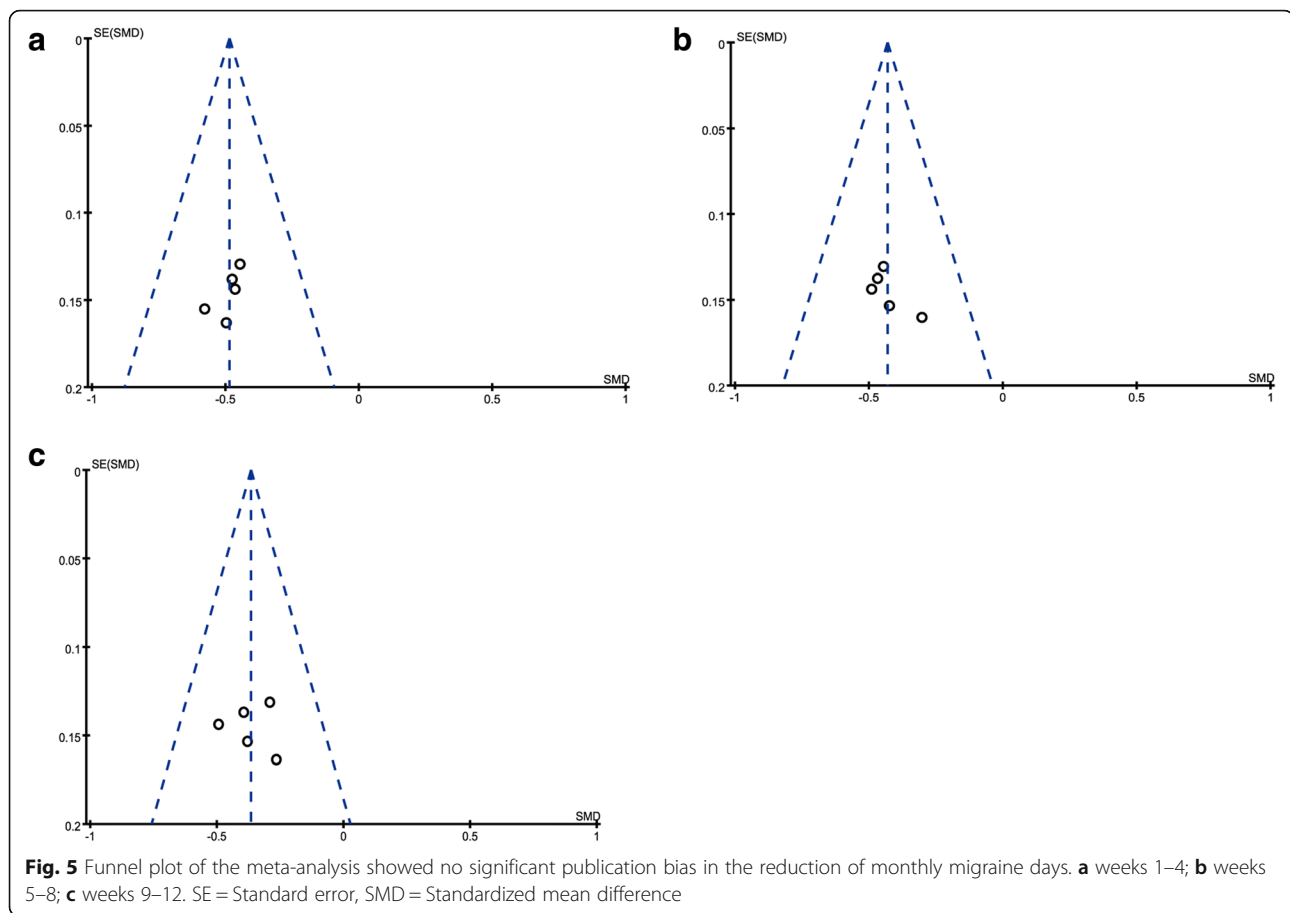 a
SE(SMD)
0
0.05
0.1
0.15
0.2
-1
-0.5
0
0.5
1
SMD
b
SE(SMD)
0
0.05
0.1
0.15
0.2
-1
-0.5
0
0.5
1
SMD
c
SE(SMD)
0
0.05
0.1
0.15
0.2
-1
-0.5
0
0.5
1
SMD
Fig. 5 Funnel plot of the meta-analysis showed no significant publication bias in the reduction of monthly migraine days. a weeks 1–4; b weeks
5–8; c weeks 9–12. SE = Standard error, SMD = Standardized mean difference